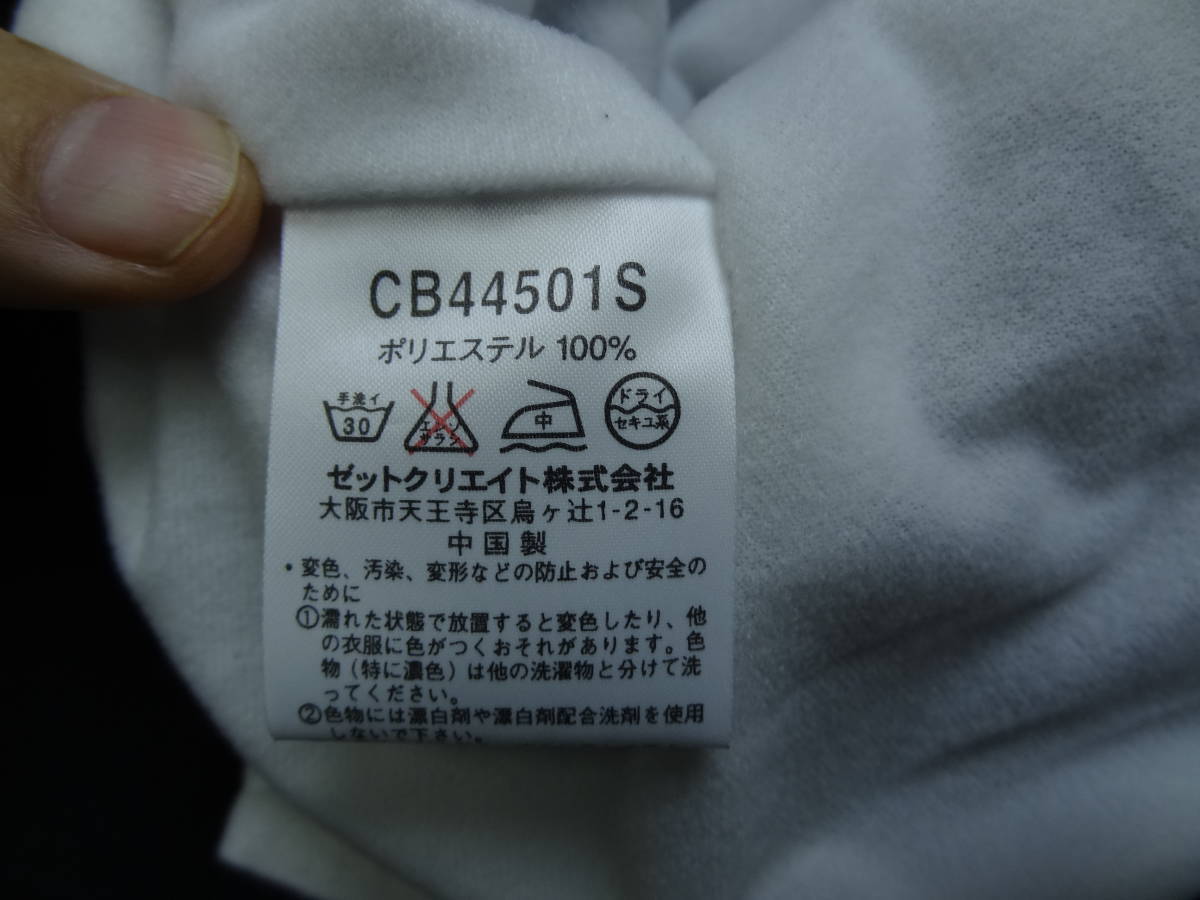 CB44501S
ポリエステル 100%
手洗イ 30 エンソ サラシ 中 ドライ セキユ系
ゼットクリエイト株式会社
大阪市天王寺区烏ヶ辻1-2-16
中国製
・変色、汚染、変形などの防止および安全の
ために
①濡れた状態で放置すると変色したり、他
の衣服に色がつくおそれがあります。色
物(特に濃色)は他の洗濯物と分けて洗
ってください。
②色物には漂白剤や漂白剤配合洗剤を使用
しないで下さい。